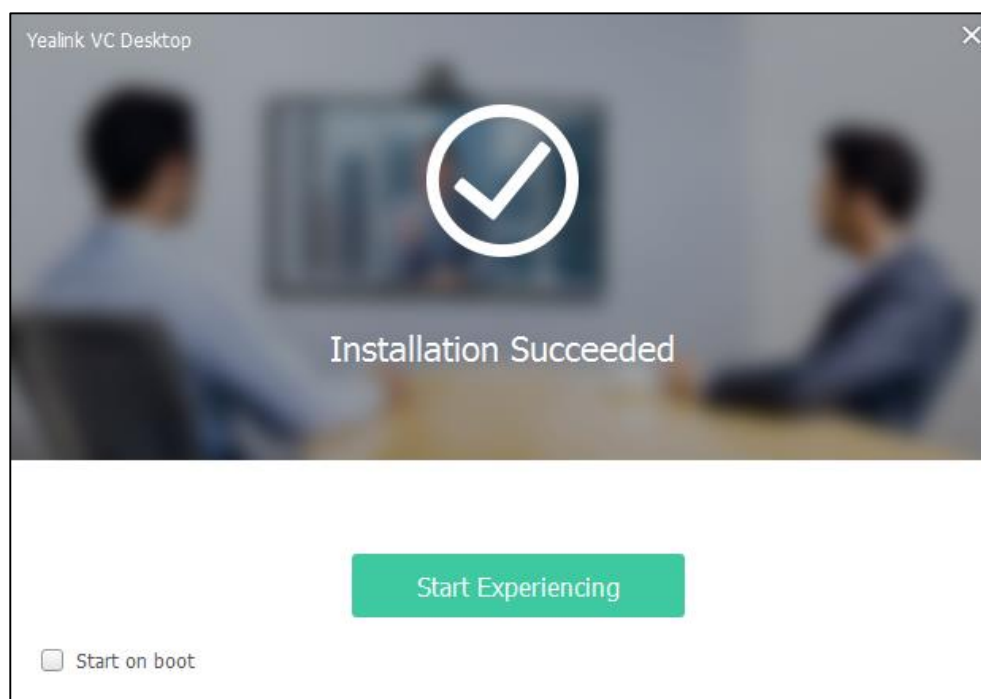 Yealink VC Desktop
Installation Succeeded
Start Experiencing
Start on boot